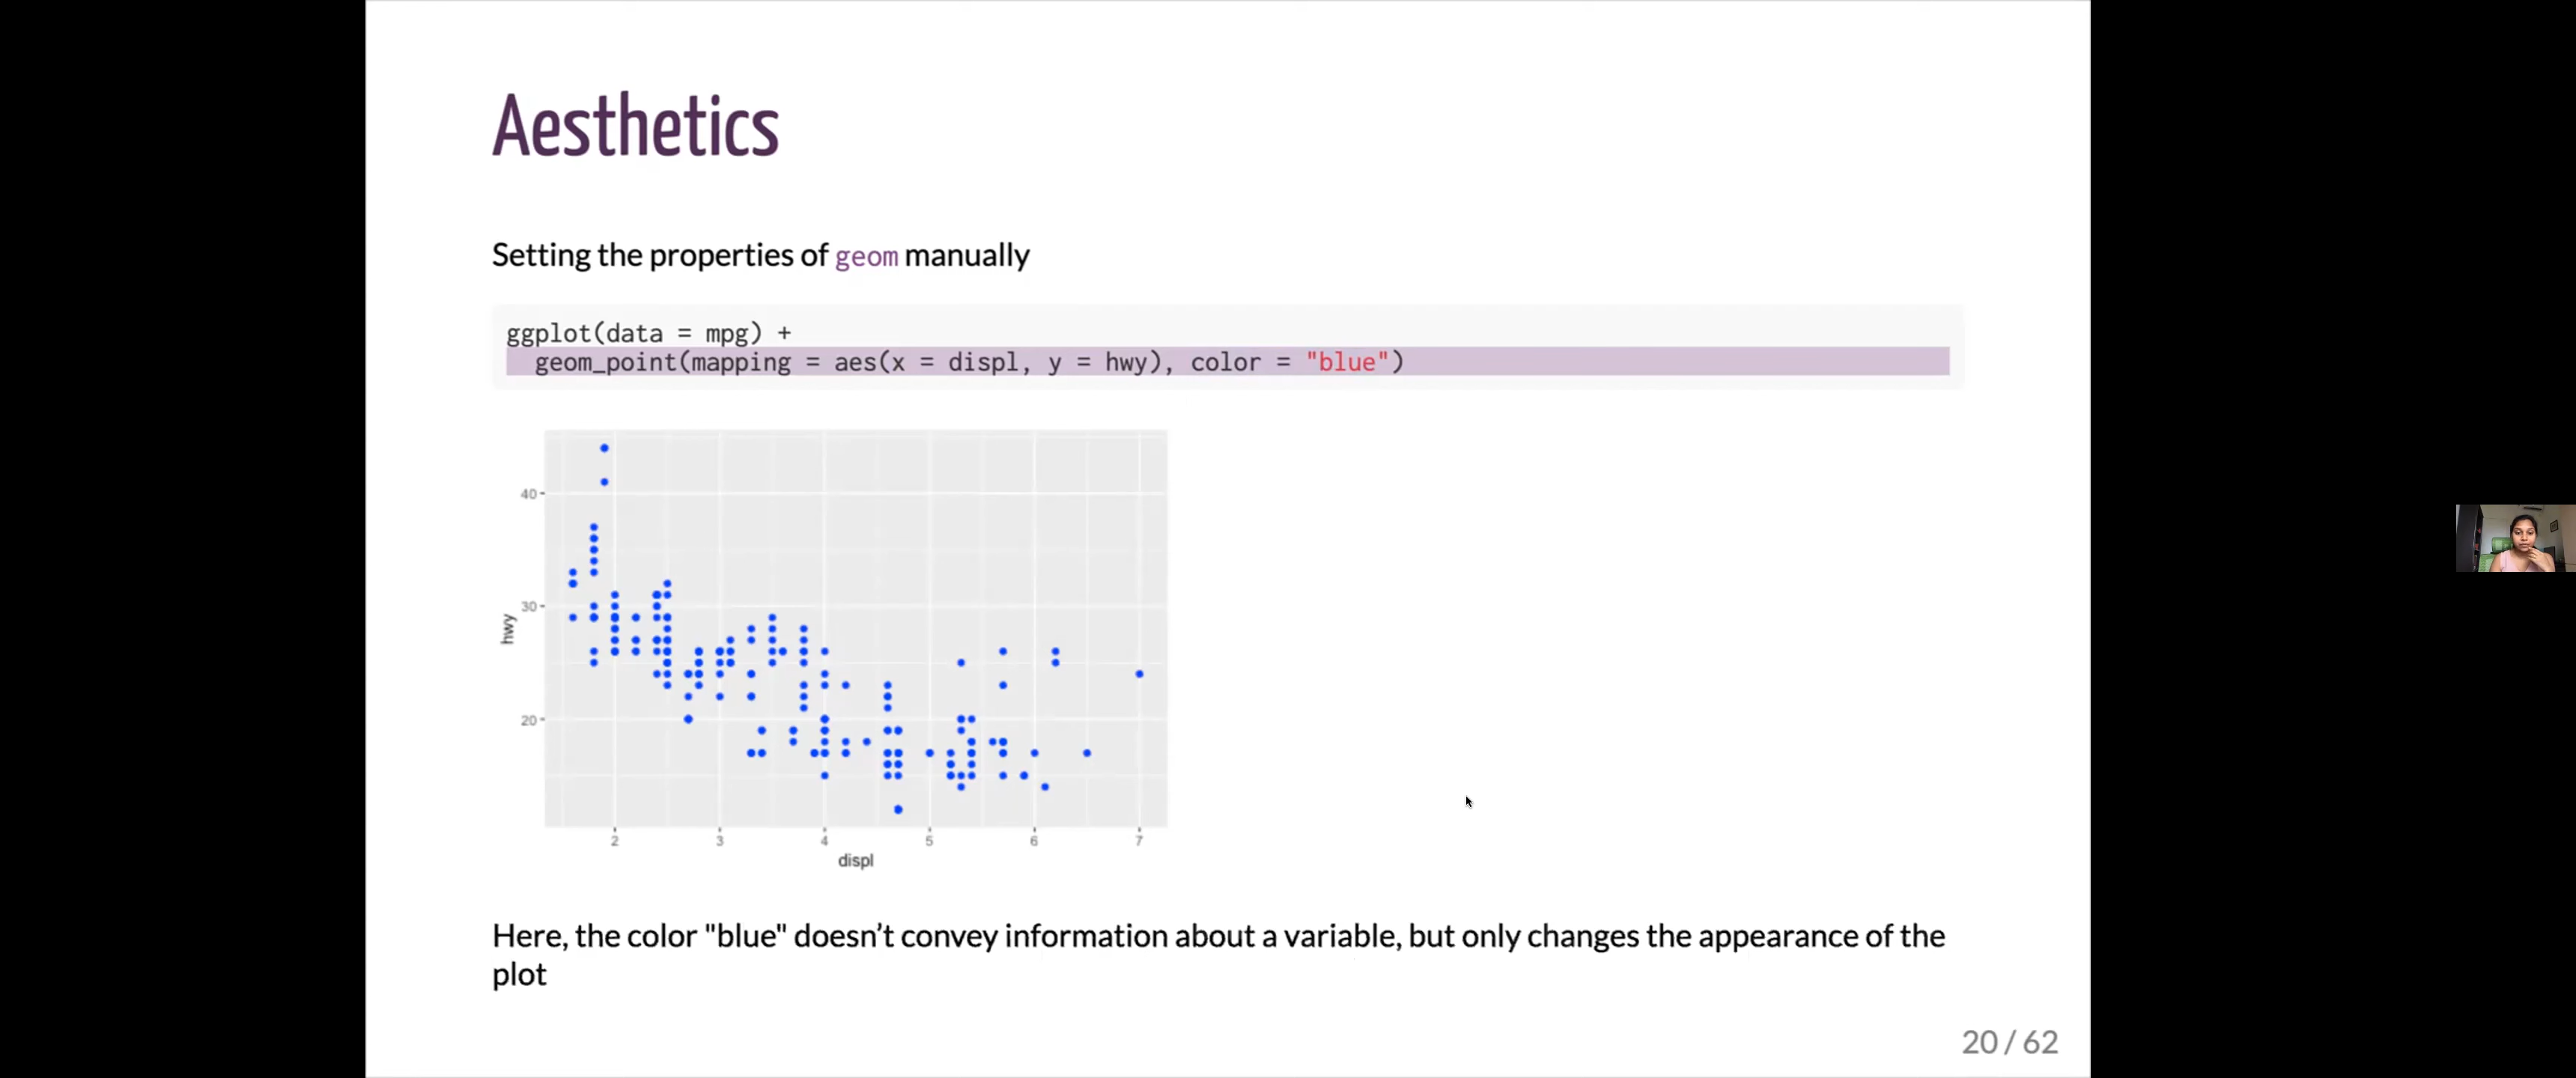 Aesthetics
Setting the properties of geom manually
ggplot(data = mpg) +
  geom_point(mapping = aes(x = displ, y = hwy), color = "blue")
40
30
20
hwy
2 3 4 5 6 7
displ
Here, the color "blue" doesn’t convey information about a variable, but only changes the appearance of the
plot
20 / 62